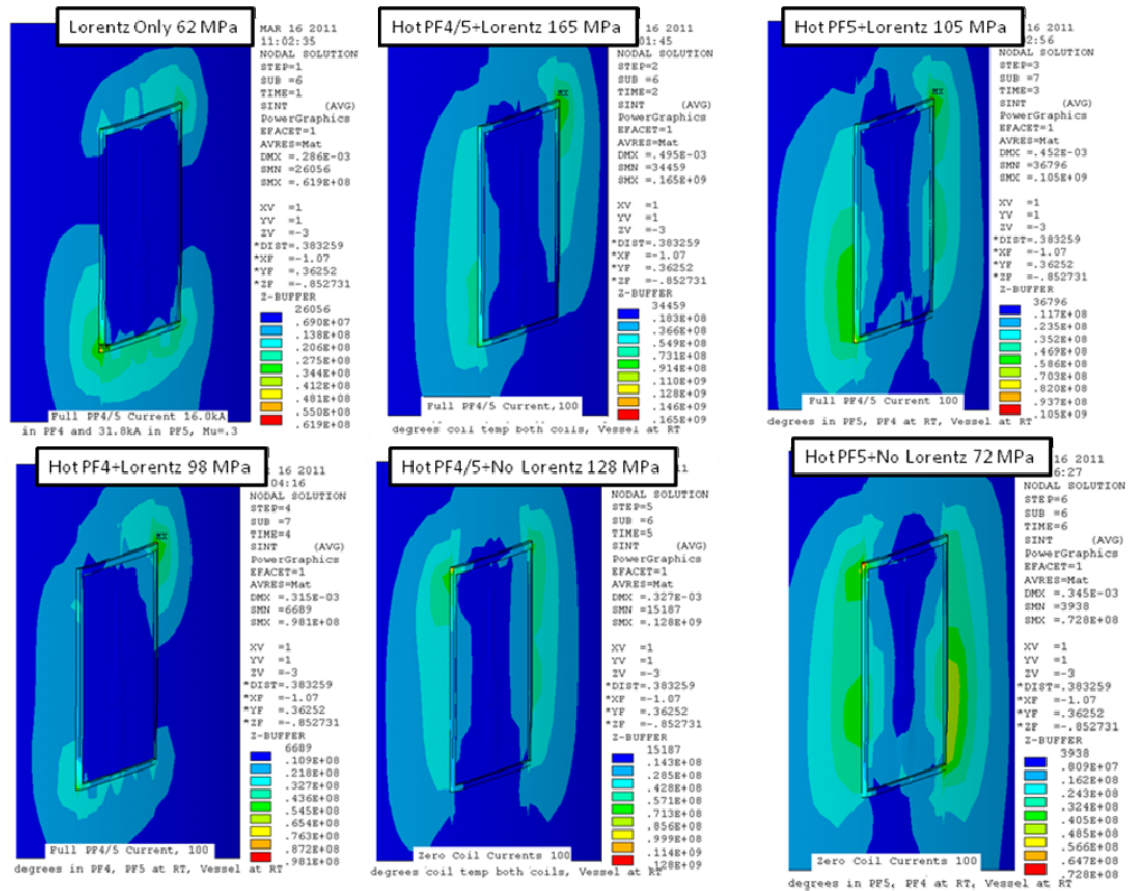 Lorentz Only 62 MPa
MAR 16 2011
11:02:35
NODAL SOLUTION
STEP=1
SUB =6
TIME=1
SINT (AVG)
PowerGraphics
EFACET=1
AVRES=Mat
DMX =.286E-03
SMN =26056
SMX =.619E+08
XV =1
YV =1
ZV =-3
*DIST=.383259
*XF =-1.07
*YF =.36252
*ZF =-.852731
Z-BUFFER
26056
.690E+07
.138E+08
.206E+08
.275E+08
.344E+08
.412E+08
.481E+08
.550E+08
.619E+08
Full PF4/5 Current 16.0kA
in PF4 and 31.8kA in PF5, Mu=.3
Hot PF4/5+Lorentz 165 MPa
16 2011
:01:45
NODAL SOLUTION
STEP=2
SUB =6
TIME=2
SINT (AVG)
PowerGraphics
EFACET=1
AVRES=Mat
DMX =.495E-03
SMN =34459
SMX =.165E+09
MX
XV =1
YV =1
ZV =-3
*DIST=.383259
*XF =-1.07
*YF =.36252
*ZF =-.852731
Z-BUFFER
34459
.183E+08
.366E+08
.549E+08
.731E+08
.914E+08
.110E+09
.128E+09
.146E+09
.165E+09
Full PF4/5 Current,100
degrees coil temp both coils, Vessel at RT
Hot PF5+Lorentz 105 MPa
16 2011
:02:56
NODAL SOLUTION
STEP=3
SUB =7
TIME=3
SINT (AVG)
PowerGraphics
EFACET=1
AVRES=Mat
DMX =.452E-03
SMN =36796
SMX =.105E+09
MX
XV =1
YV =1
ZV =-3
*DIST=.383259
*XF =-1.07
*YF =.36252
*ZF =-.852731
Z-BUFFER
36796
.117E+08
.235E+08
.352E+08
.469E+08
.586E+08
.703E+08
.820E+08
.937E+08
.105E+09
Full PF4/5 Current 100
degrees in PF5, PF4 at RT, Vessel at RT
Hot PF4+Lorentz 98 MPa
16 2011
:04:16
NODAL SOLUTION
STEP=4
SUB =7
TIME=4
SINT (AVG)
PowerGraphics
EFACET=1
AVRES=Mat
DMX =.315E-03
SMN =6689
SMX =.981E+08
MX
XV =1
YV =1
ZV =-3
*DIST=.383259
*XF =-1.07
*YF =.36252
*ZF =-.852731
Z-BUFFER
6689
.109E+08
.218E+08
.327E+08
.436E+08
.545E+08
.654E+08
.763E+08
.872E+08
.981E+08
Full PF4/5 Current, 100
degrees in PF4, PF5 at RT, Vessel at RT
Hot PF4/5+No Lorentz 128 MPa
16 2011
NODAL SOLUTION
STEP=5
SUB =6
TIME=5
SINT (AVG)
PowerGraphics
EFACET=1
AVRES=Mat
DMX =.327E-03
SMN =15187
SMX =.128E+09
XV =1
YV =1
ZV =-3
*DIST=.383259
*XF =-1.07
*YF =.36252
*ZF =-.852731
Z-BUFFER
15187
.143E+08
.285E+08
.428E+08
.571E+08
.713E+08
.856E+08
.999E+08
.114E+09
.128E+09
Zero Coil Currents 100
degrees coil temp both coils, Vessel at RT
Hot PF5+No Lorentz 72 MPa
16 2011
6:27
NODAL SOLUTION
STEP=6
SUB =6
TIME=6
SINT (AVG)
PowerGraphics
EFACET=1
AVRES=Mat
DMX =.345E-03
SMN =3938
SMX =.728E+08
XV =1
YV =1
ZV =-3
*DIST=.383259
*XF =-1.07
*YF =.36252
*ZF =-.852731
Z-BUFFER
3938
.809E+07
.162E+08
.243E+08
.324E+08
.405E+08
.485E+08
.566E+08
.647E+08
.728E+08
Zero Coil Currents 100
degrees in PF5, PF4 at RT, Vessel at RT